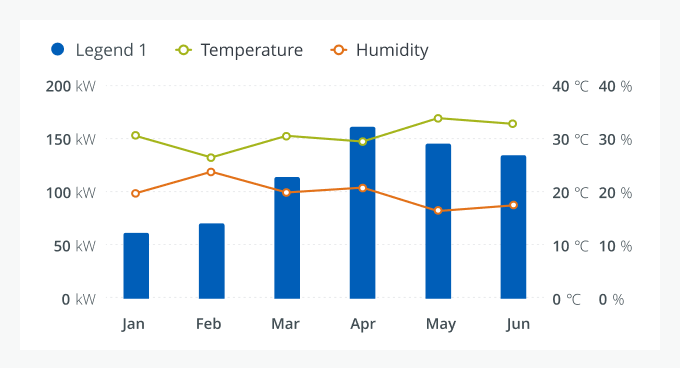 Legend 1 Temperature Humidity
200 kW 40 °C 40 %
150 kW 30 °C 30 %
100 kW 20 °C 20 %
50 kW 10 °C 10 %
0 kW 0 °C 0 %
Jan Feb Mar Apr May Jun